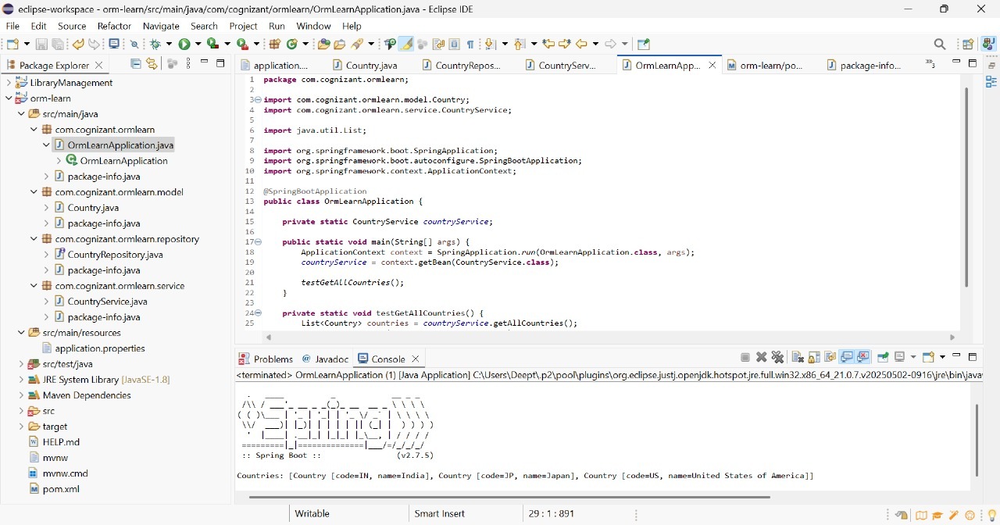 eclipse-workspace - orm-learn/src/main/java/com/cognizant/ormlearn/OrmLearnApplication.java - Eclipse IDE
File Edit Source Refactor Navigate Search Project Run Window Help
Package Explorer
application....
Country.java
CountryRepos...
CountryServ...
OrmLearnApp...
orm-learn/po...
package-info...
3
LibraryManagement
orm-learn
src/main/java
com.cognizant.ormlearn
OrmLearnApplication.java
OrmLearnApplication
package-info.java
com.cognizant.ormlearn.model
Country.java
package-info.java
com.cognizant.ormlearn.repository
CountryRepository.java
package-info.java
com.cognizant.ormlearn.service
CountryService.java
package-info.java
src/main/resources
application.properties
src/test/java
JRE System Library [JavaSE-1.8]
Maven Dependencies
src
target
HELP.md
mvnw
mvnw.cmd
pom.xml
1 package com.cognizant.ormlearn;
2
3 import com.cognizant.ormlearn.model.Country;
4 import com.cognizant.ormlearn.service.CountryService;
5
6 import java.util.List;
7
8 import org.springframework.boot.SpringApplication;
9 import org.springframework.boot.autoconfigure.SpringBootApplication;
10 import org.springframework.context.ApplicationContext;
11
12 @SpringBootApplication
13 public class OrmLearnApplication {
14
15 private static CountryService countryService;
16
17 public static void main(String[] args) {
18 ApplicationContext context = SpringApplication.run(OrmLearnApplication.class, args);
19 countryService = context.getBean(CountryService.class);
20
21 testGetAllCountries();
22 }
23
24 private static void testGetAllCountries() {
25 List<Country> countries = countryService.getAllCountries();
Problems Javadoc Console
<terminated> OrmLearnApplication (1) [Java Application] C:\Users\Deept\.p2\pool\plugins\org.eclipse.justj.openjdk.hotspot.jre.full.win32.x86_64_21.0.7.v20250502-0916\jre\bin\java
Spring
:: Spring Boot :: (v2.7.5)
Countries: [Country [code=IN, name=India], Country [code=JP, name=Japan], Country [code=US, name=United States of America]]
Writable
Smart Insert
29 : 1 : 891